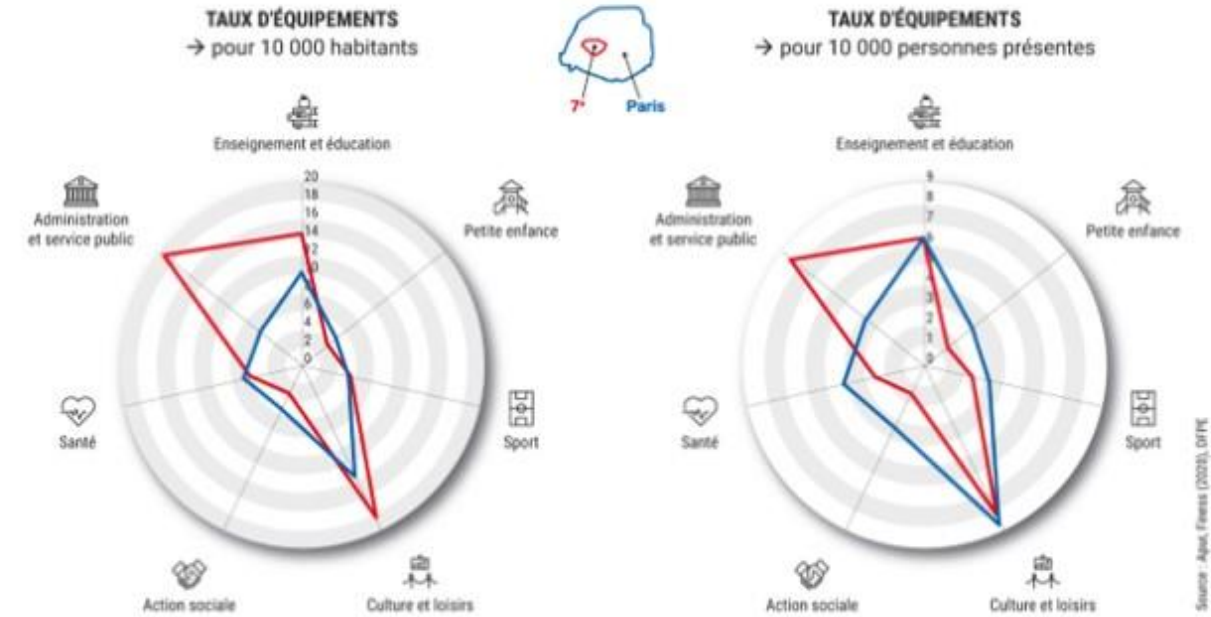 TAUX D'ÉQUIPEMENTS
→ pour 10 000 habitants
7e
Paris
TAUX D'ÉQUIPEMENTS
→ pour 10 000 personnes présentes
Enseignement et éducation
Administration
et service public
Petite enfance
20
18
16
14
12
10
6
4
2
0
Santé
Sport
Action sociale
Culture et loisirs
Enseignement et éducation
Administration
et service public
Petite enfance
9
8
7
6
4
3
2
1
0
Santé
Sport
Action sociale
Culture et loisirs
Source : Apur, Finess (2020), DFPE